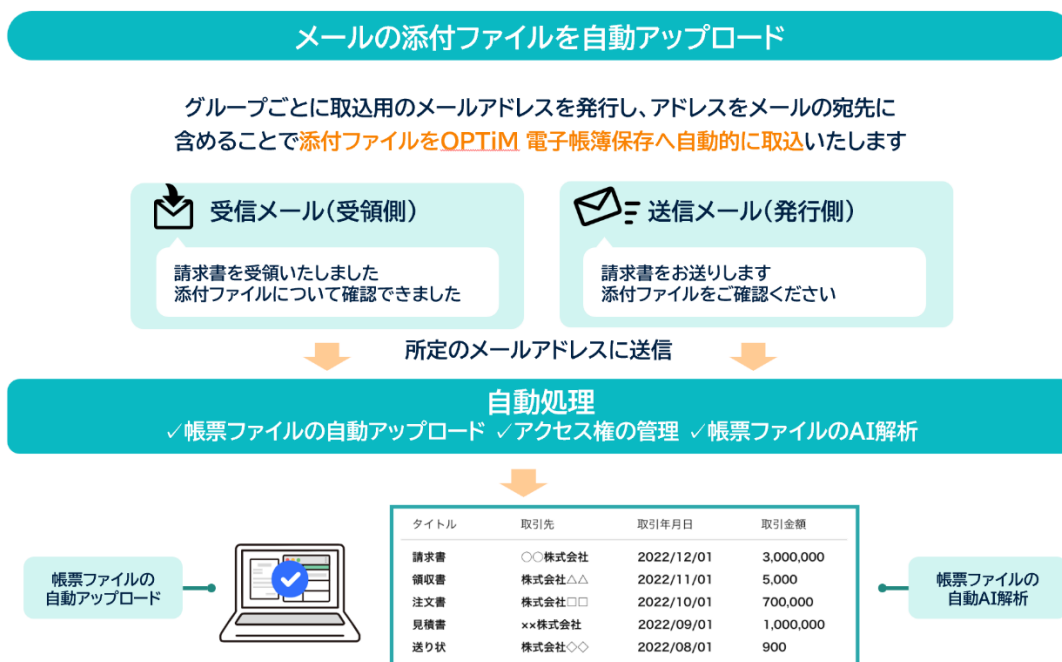 メールの添付ファイルを自動アップロード
グループごとに取込用のメールアドレスを発行し、アドレスをメールの宛先に
含めることで添付ファイルをOPTiM 電子帳簿保存へ自動的に取込いたします
受信メール(受領側)
請求書を受領いたしました
添付ファイルについて確認できました
送信メール(発行側)
請求書をお送りします
添付ファイルをご確認ください
所定のメールアドレスに送信
自動処理
✓帳票ファイルの自動アップロード ✓アクセス権の管理 ✓帳票ファイルのAI解析
帳票ファイルの
自動アップロード
タイトル 取引先 取引年月日 取引金額
請求書 〇〇株式会社 2022/12/01 3,000,000
領収書 株式会社△△ 2022/11/01 5,000
注文書 株式会社□□ 2022/10/01 700,000
見積書 ××株式会社 2022/09/01 1,000,000
送り状 株式会社◇◇ 2022/08/01 900
帳票ファイルの
自動AI解析